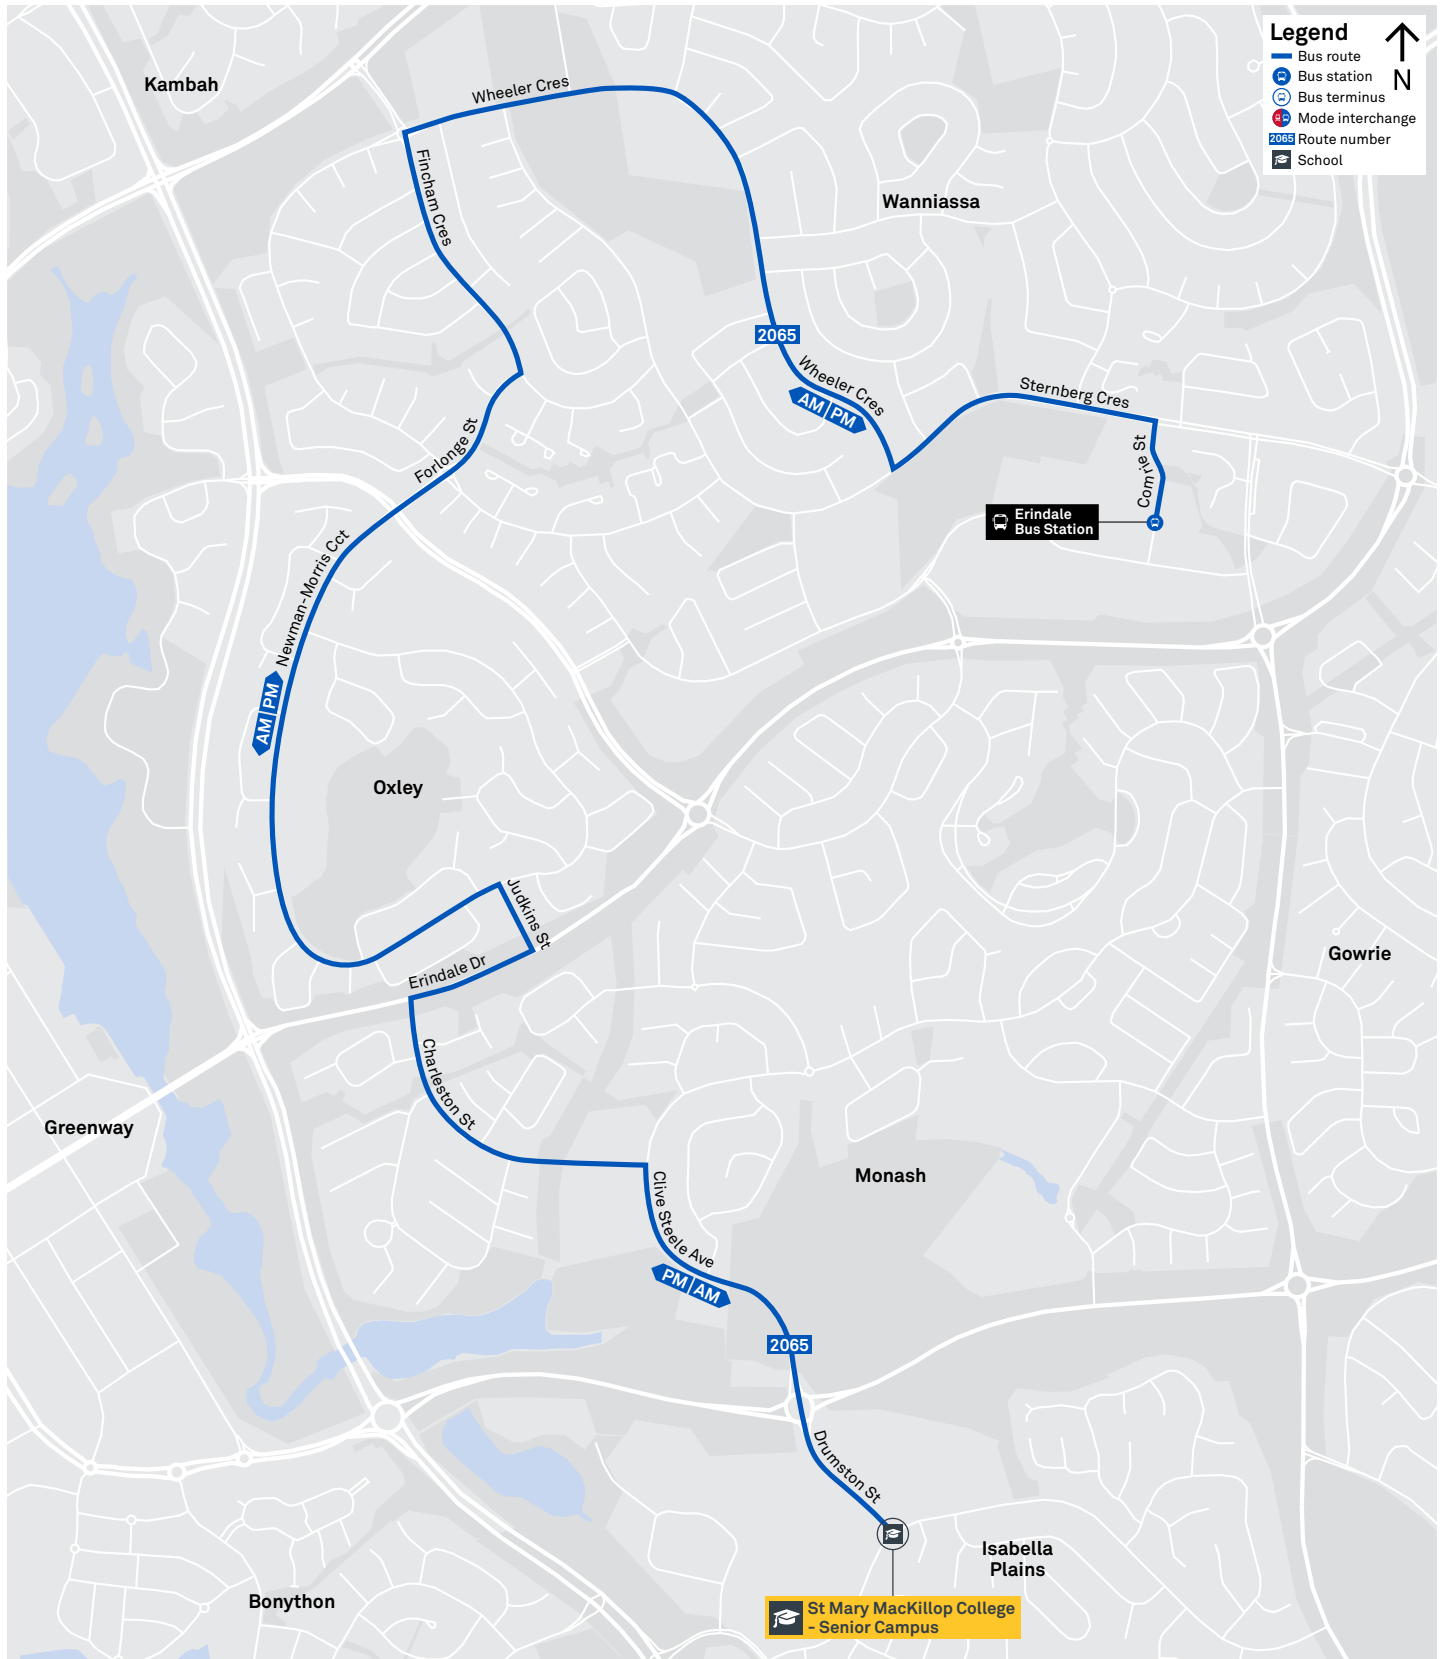 Legend
N
Bus route
Bus station
Bus terminus
Mode interchange
2065 Route number
School
Kambah
Wheeler Cres
Fincham Cres
Wanniassa
2065
Wheeler Cres
AM PM
Sternberg Cres
Comrie St
Forlonge St
Erindale
Bus Station
Newman-Morris Cct
AM PM
Oxley
Judkins St
Erindale Dr
Gowrie
Charleston St
Greenway
Monash
Clive Steele Ave
PM AM
2065
Drumston St
Isabella
Plains
Bonython
St Mary MacKillop College
- Senior Campus